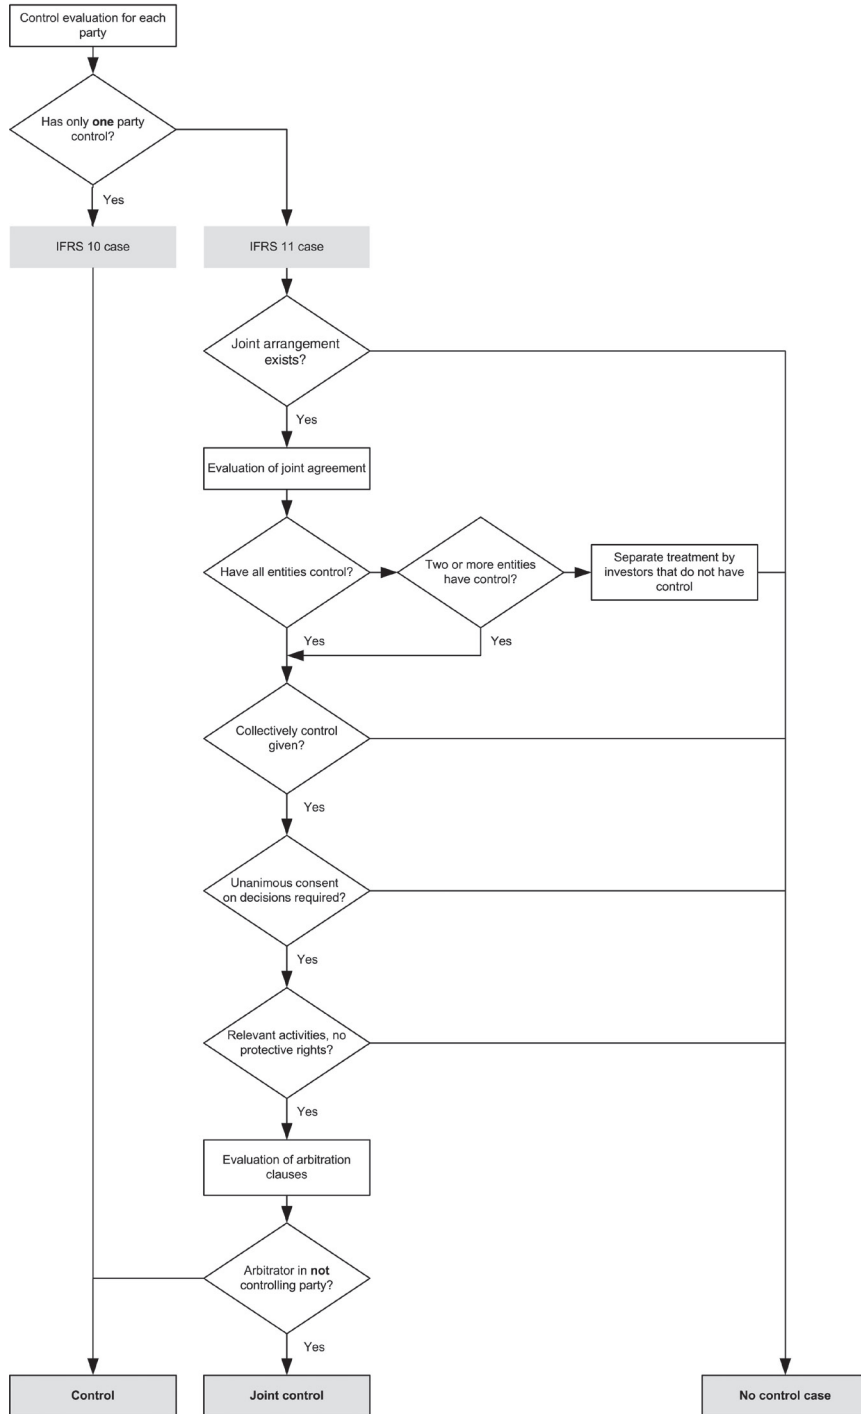 Control evaluation for each
party
Has only one party
control?
Yes
IFRS 10 case
IFRS 11 case
Joint arrangement
exists?
Yes
Evaluation of joint agreement
Have all entities control?
Two or more entities
have control?
Separate treatment by
investors that do not have
control
Yes
Yes
Collectively control
given?
Yes
Unanimous consent
on decisions required?
Yes
Relevant activities, no
protective rights?
Yes
Evaluation of arbitration
clauses
Arbitrator in not
controlling party?
Yes
Control
Joint control
No control case